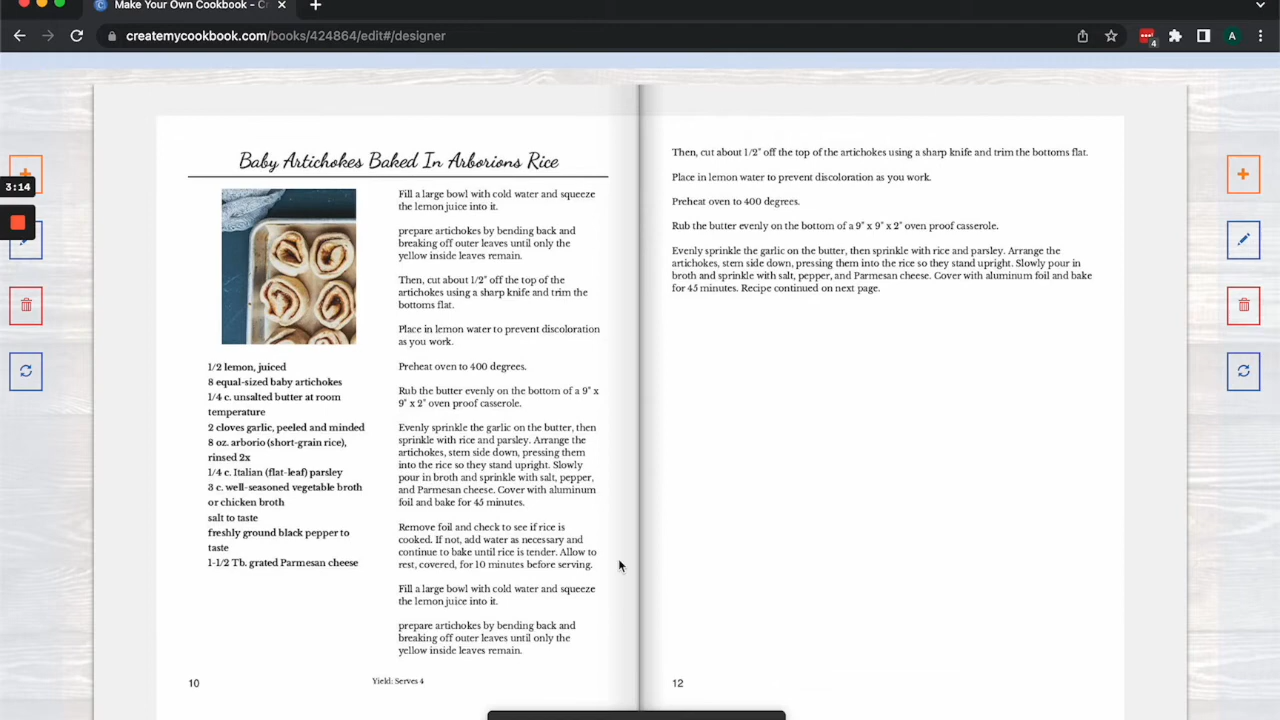 Make Your Own Cookbook - Cr
createmycookbook.com/books/424864/edit#/designer
4
A
3:14
Baby Artichokes Baked In Arborions Rice
1/2 lemon, juiced
8 equal-sized baby artichokes
1/4 c. unsalted butter at room
temperature
2 cloves garlic, peeled and minded
8 oz. arborio (short-grain rice),
rinsed 2x
1/4 c. Italian (flat-leaf) parsley
3 c. well-seasoned vegetable broth
or chicken broth
salt to taste
freshly ground black pepper to
taste
1-1/2 Tb. grated Parmesan cheese
Fill a large bowl with cold water and squeeze
the lemon juice into it.
prepare artichokes by bending back and
breaking off outer leaves until only the
yellow inside leaves remain.
Then, cut about 1/2" off the top of the
artichokes using a sharp knife and trim the
bottoms flat.
Place in lemon water to prevent discoloration
as you work.
Preheat oven to 400 degrees.
Rub the butter evenly on the bottom of a 9" x
9" x 2" oven proof casserole.
Evenly sprinkle the garlic on the butter, then
sprinkle with rice and parsley. Arrange the
artichokes, stem side down, pressing them
into the rice so they stand upright. Slowly
pour in broth and sprinkle with salt, pepper,
and Parmesan cheese. Cover with aluminum
foil and bake for 45 minutes.
Remove foil and check to see if rice is
cooked. If not, add water as necessary and
continue to bake until rice is tender. Allow to
rest, covered, for 10 minutes before serving.
Fill a large bowl with cold water and squeeze
the lemon juice into it.
prepare artichokes by bending back and
breaking off outer leaves until only the
yellow inside leaves remain.
10
Yield: Serves 4
Then, cut about 1/2" off the top of the artichokes using a sharp knife and trim the bottoms flat.
Place in lemon water to prevent discoloration as you work.
Preheat oven to 400 degrees.
Rub the butter evenly on the bottom of a 9" x 9" x 2" oven proof casserole.
Evenly sprinkle the garlic on the butter, then sprinkle with rice and parsley. Arrange the
artichokes, stem side down, pressing them into the rice so they stand upright. Slowly pour in
broth and sprinkle with salt, pepper, and Parmesan cheese. Cover with aluminum foil and bake
for 45 minutes. Recipe continued on next page.
12